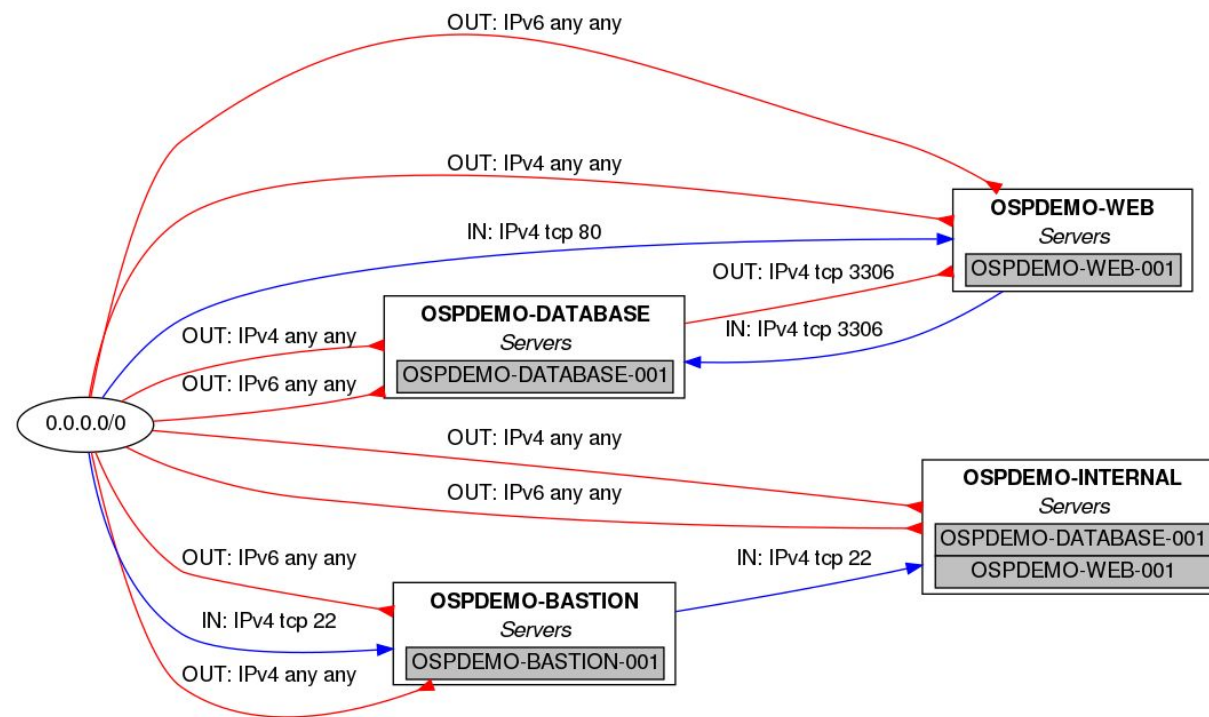 OUT: IPv6 any any
OUT: IPv4 any any
IN: IPv4 tcp 80
OSPDEMO-WEB
Servers
OSPDEMO-WEB-001
OUT: IPv4 tcp 3306
IN: IPv4 tcp 3306
OSPDEMO-DATABASE
Servers
OSPDEMO-DATABASE-001
OUT: IPv4 any any
OUT: IPv6 any any
0.0.0.0/0
OUT: IPv4 any any
OUT: IPv6 any any
OSPDEMO-INTERNAL
Servers
OSPDEMO-DATABASE-001
OSPDEMO-WEB-001
OUT: IPv6 any any
IN: IPv4 tcp 22
IN: IPv4 tcp 22
OUT: IPv4 any any
OSPDEMO-BASTION
Servers
OSPDEMO-BASTION-001